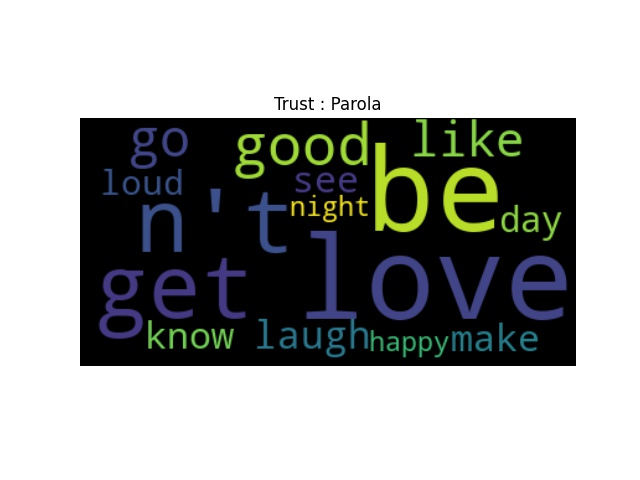 Trust : Parola
go good like
loud see be
n't night day
get love
know laugh happy make